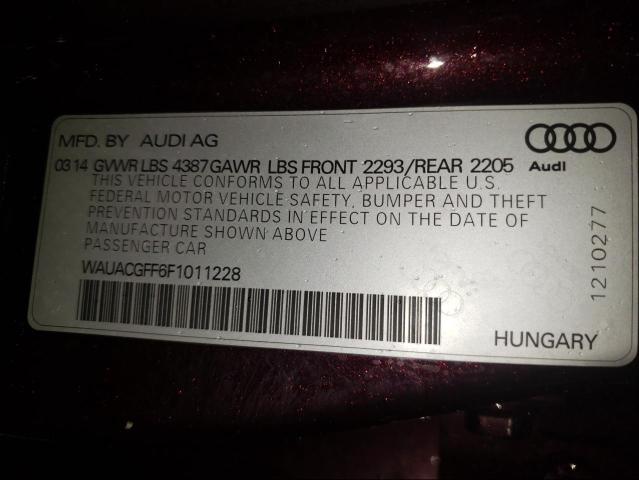 MFD. BY AUDI AG
03 14 GVWR LBS 4387 GAWR LBS FRONT 2293/REAR 2205
Audi
THIS VEHICLE CONFORMS TO ALL APPLICABLE U.S.
FEDERAL MOTOR VEHICLE SAFETY, BUMPER AND THEFT
PREVENTION STANDARDS IN EFFECT ON THE DATE OF
MANUFACTURE SHOWN ABOVE
PASSENGER CAR
WAUACGFF6F1011228
1210277
HUNGARY